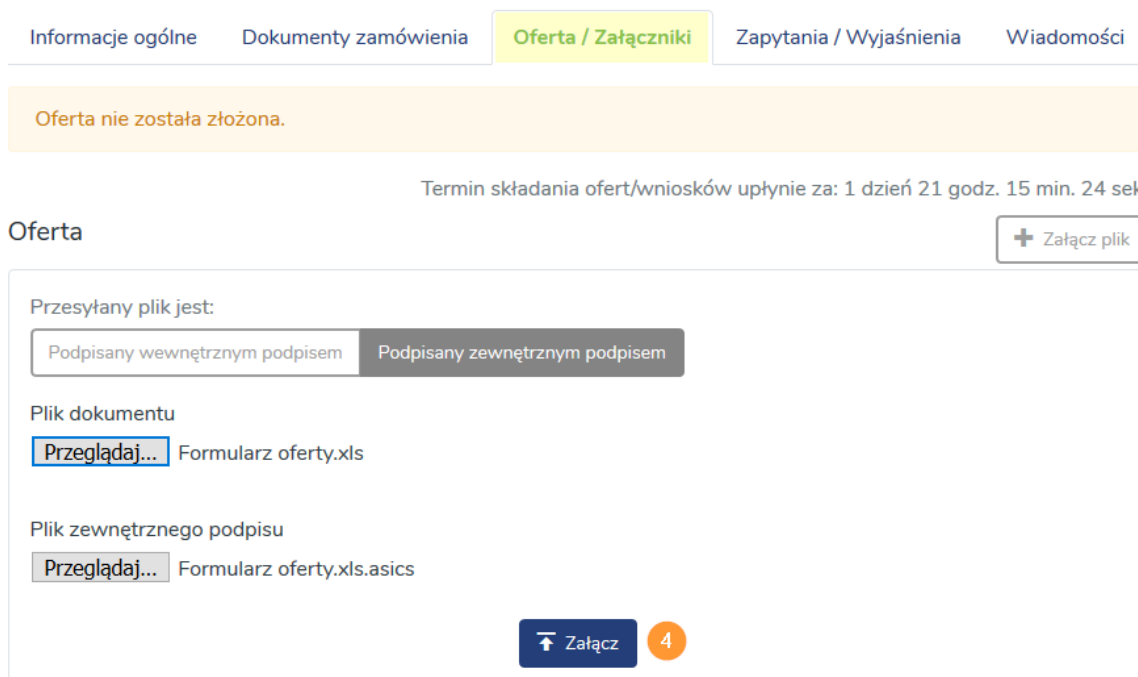 Informacje ogólne Dokumenty zamówienia Oferta / Załączniki Zapytania / Wyjaśnienia Wiadomości
Oferta nie została złożona.
Termin składania ofert/wniosków upłynie za: 1 dzień 21 godz. 15 min. 24 sek
Oferta
Załącz plik
Przesyłany plik jest:
Podpisany wewnętrznym podpisem Podpisany zewnętrznym podpisem
Plik dokumentu
Przeglądaj... Formularz oferty.xls
Plik zewnętrznego podpisu
Przeglądaj... Formularz oferty.xls.asics
Załącz 4